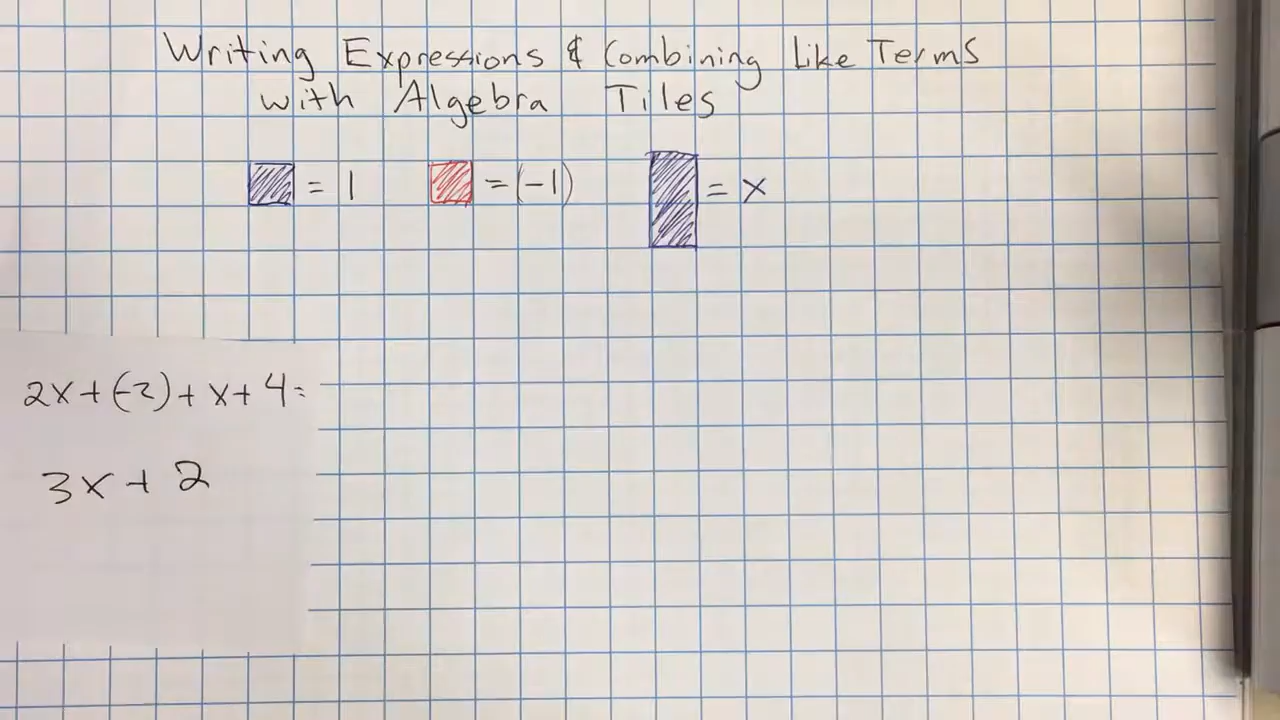 Writing Expressions & Combining Like Terms
with Algebra Tiles
= 1 = (-1) = x
2x + (-2) + x + 4 =
3x + 2